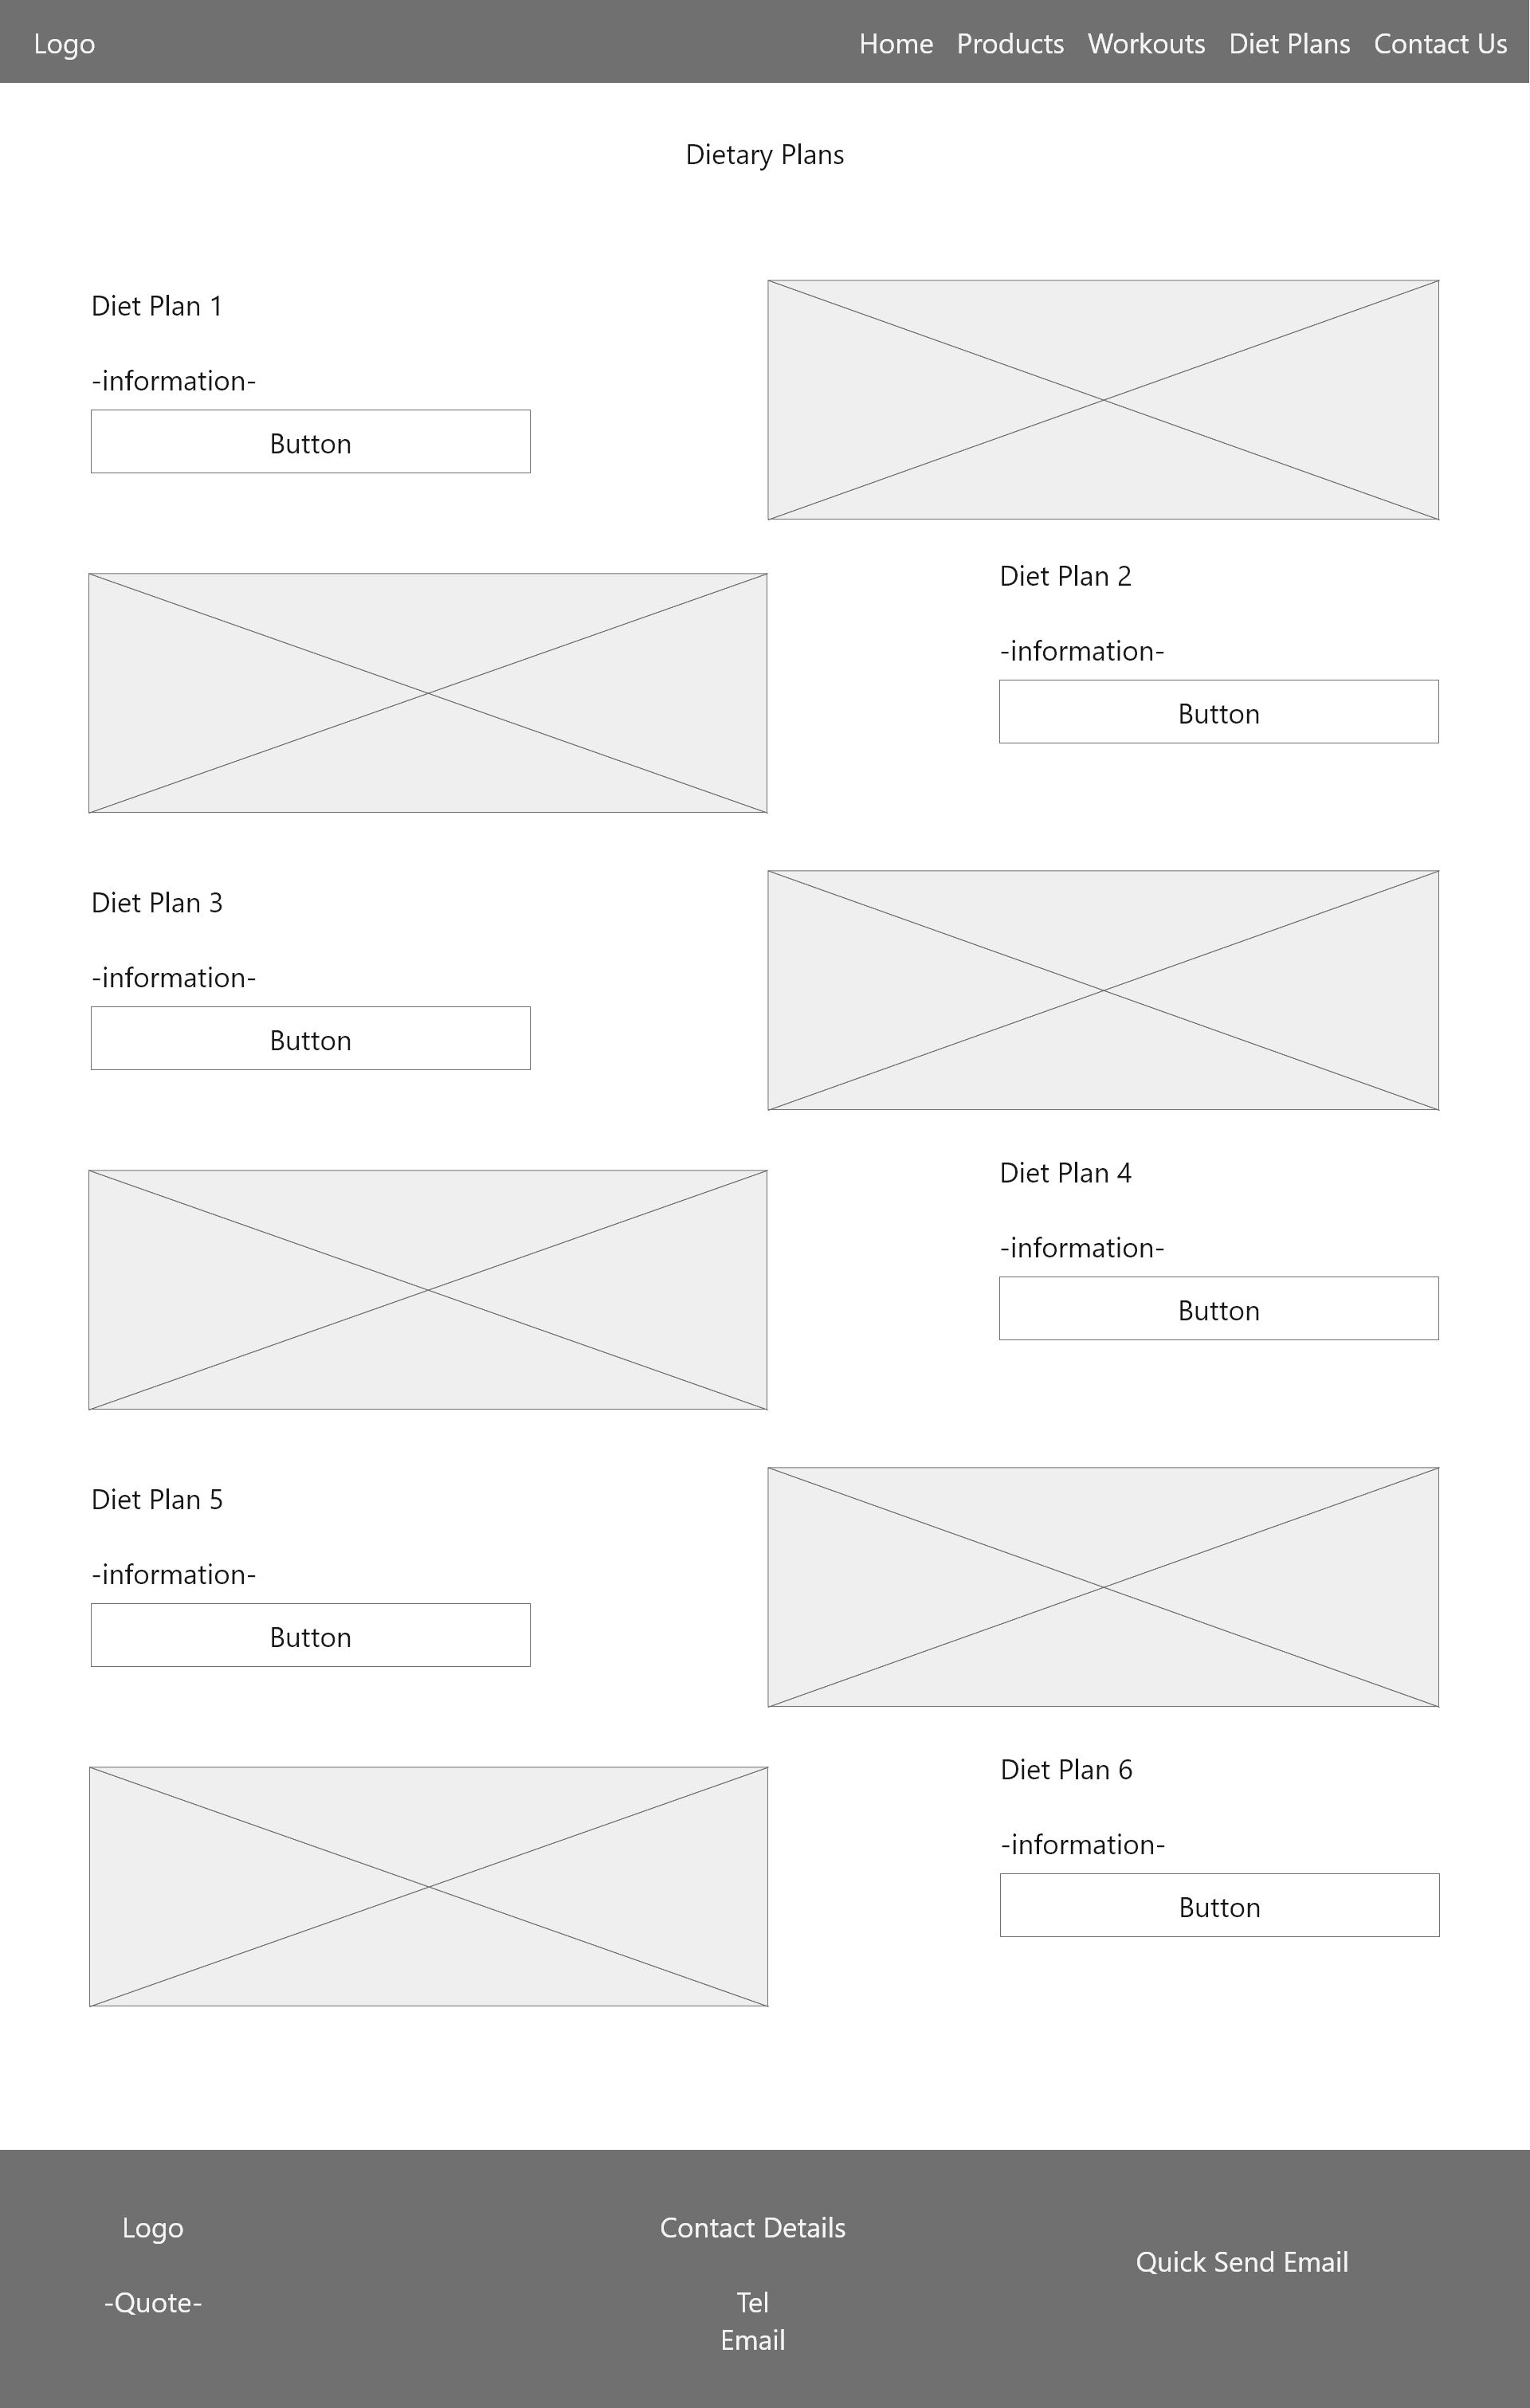 Logo
Home Products Workouts Diet Plans Contact Us
Dietary Plans
Diet Plan 1
-information-
Button
Diet Plan 2
-information-
Button
Diet Plan 3
-information-
Button
Diet Plan 4
-information-
Button
Diet Plan 5
-information-
Button
Diet Plan 6
-information-
Button
Logo
-Quote-
Contact Details
Tel
Email
Quick Send Email